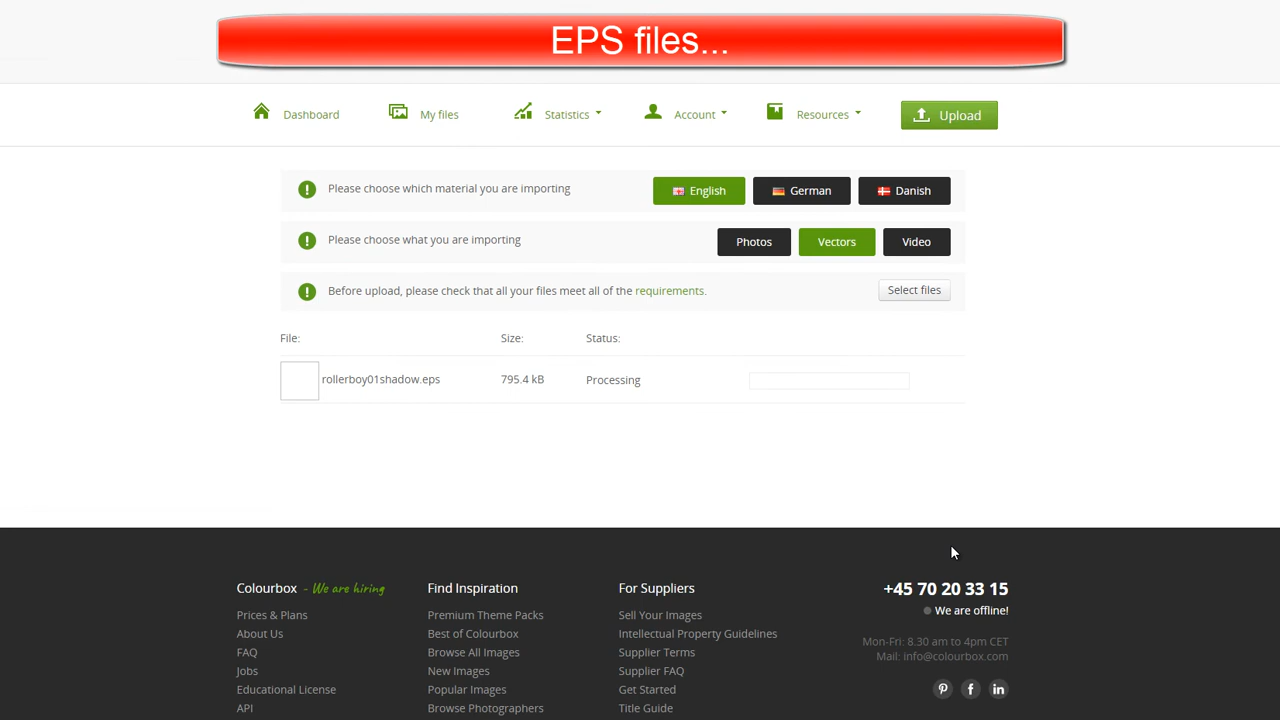 EPS files...
Dashboard My files Statistics Account Resources Upload
Please choose which material you are importing English German Danish
Please choose what you are importing Photos Vectors Video
Before upload, please check that all your files meet all of the requirements. Select files
File: Size: Status:
rollerboy01shadow.eps 795.4 kB Processing
Colourbox - We are hiring Find Inspiration For Suppliers +45 70 20 33 15
Prices & Plans Premium Theme Packs Sell Your Images We are offline!
About Us Best of Colourbox Intellectual Property Guidelines Mon-Fri: 8.30 am to 4pm CET
FAQ Browse All Images Supplier Terms Mail: info@colourbox.com
Jobs New Images Supplier FAQ
Educational License Popular Images Get Started
API Browse Photographers Title Guide